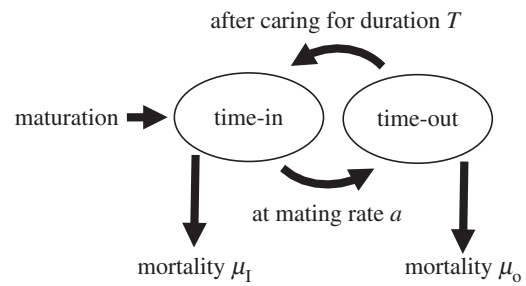 after caring for duration T
maturation
time-in
time-out
at mating rate a
mortality μI
mortality μo